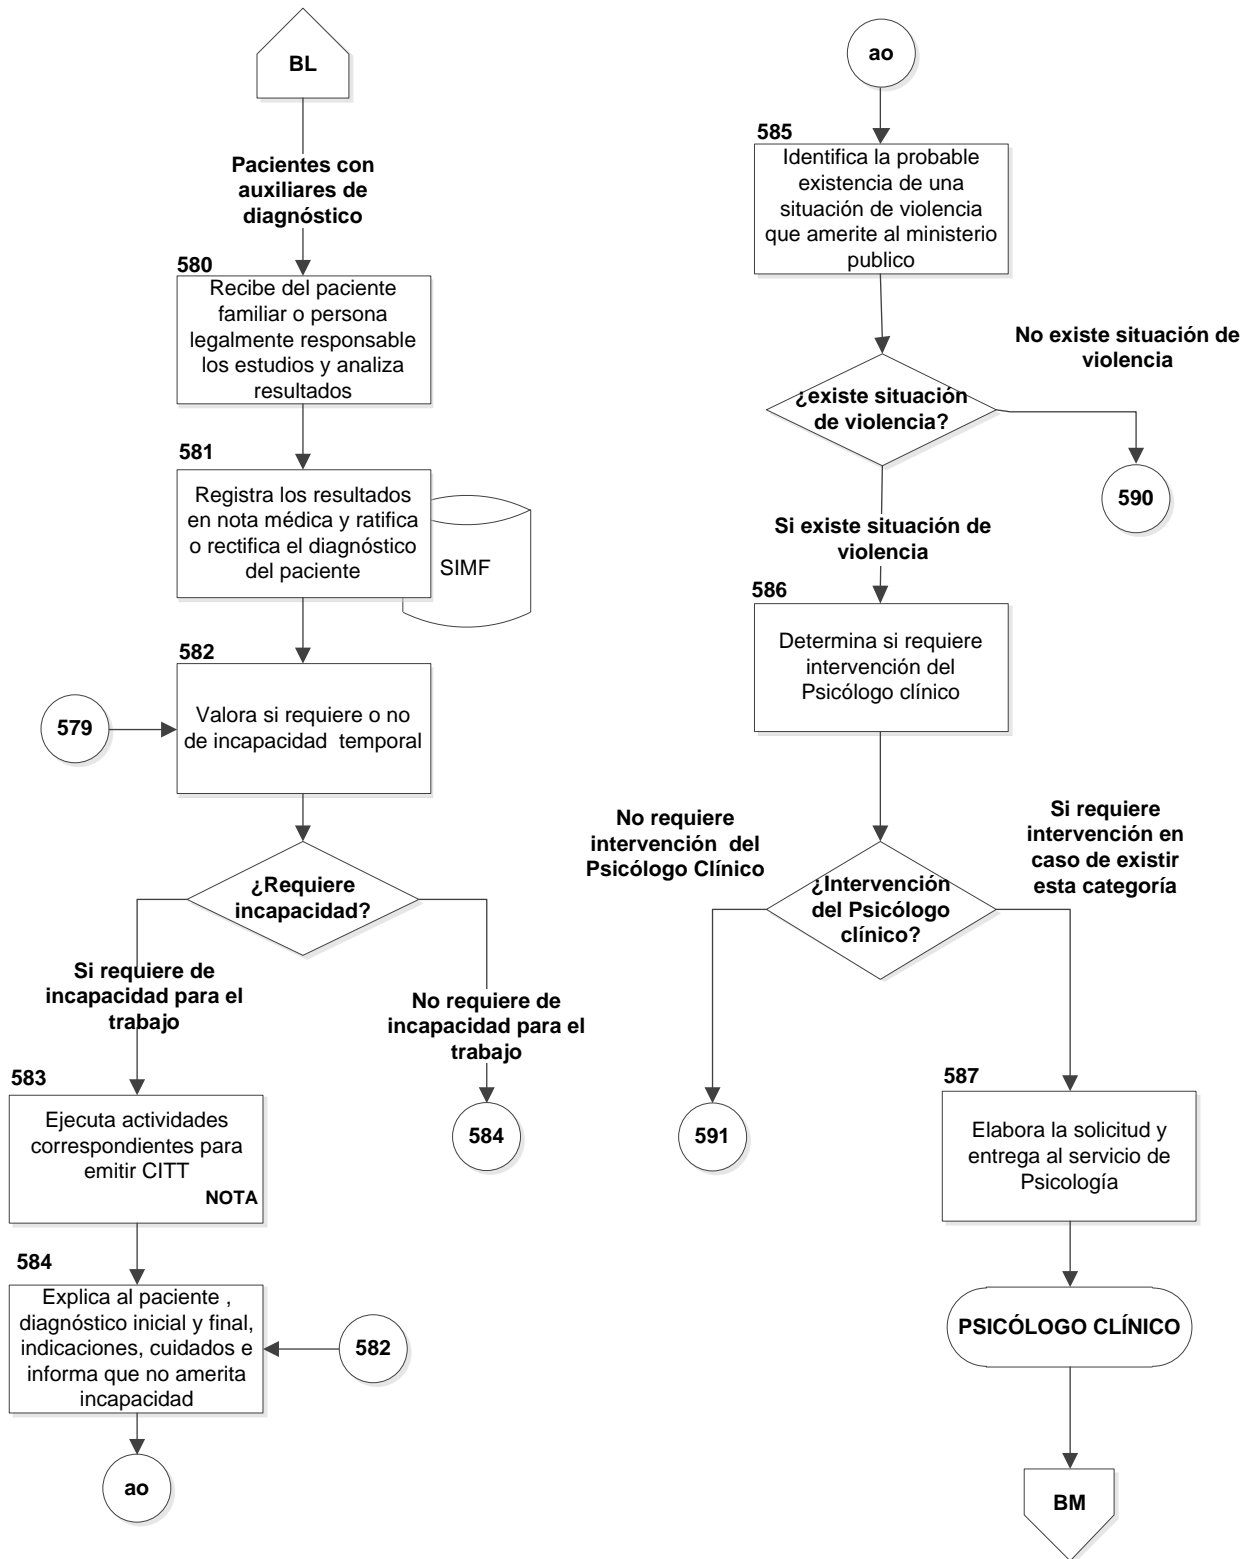 BL
Pacientes con
auxiliares de
diagnóstico
580
Recibe del paciente
familiar o persona
legalmente responsable
los estudios y analiza
resultados
581
Registra los resultados
en nota médica y ratifica
o rectifica el diagnóstico
del paciente
SIMF
582
579
Valora si requiere o no
de incapacidad temporal
¿Requiere
incapacidad?
Si requiere de
incapacidad para el
trabajo
No requiere de
incapacidad para el
trabajo
583
Ejecuta actividades
correspondientes para
emitir CITT
NOTA
584
584
Explica al paciente ,
diagnóstico inicial y final,
indicaciones, cuidados e
informa que no amerita
incapacidad
582
ao
ao
585
Identifica la probable
existencia de una
situación de violencia
que amerite al ministerio
publico
¿existe situación
de violencia?
No existe situación de
violencia
590
Si existe situación de
violencia
586
Determina si requiere
intervención del
Psicólogo clínico
No requiere
intervención del
Psicólogo Clínico
Si requiere
intervención en
caso de existir
esta categoría
¿Intervención
del Psicólogo
clínico?
591
587
Elabora la solicitud y
entrega al servicio de
Psicología
PSICÓLOGO CLÍNICO
BM